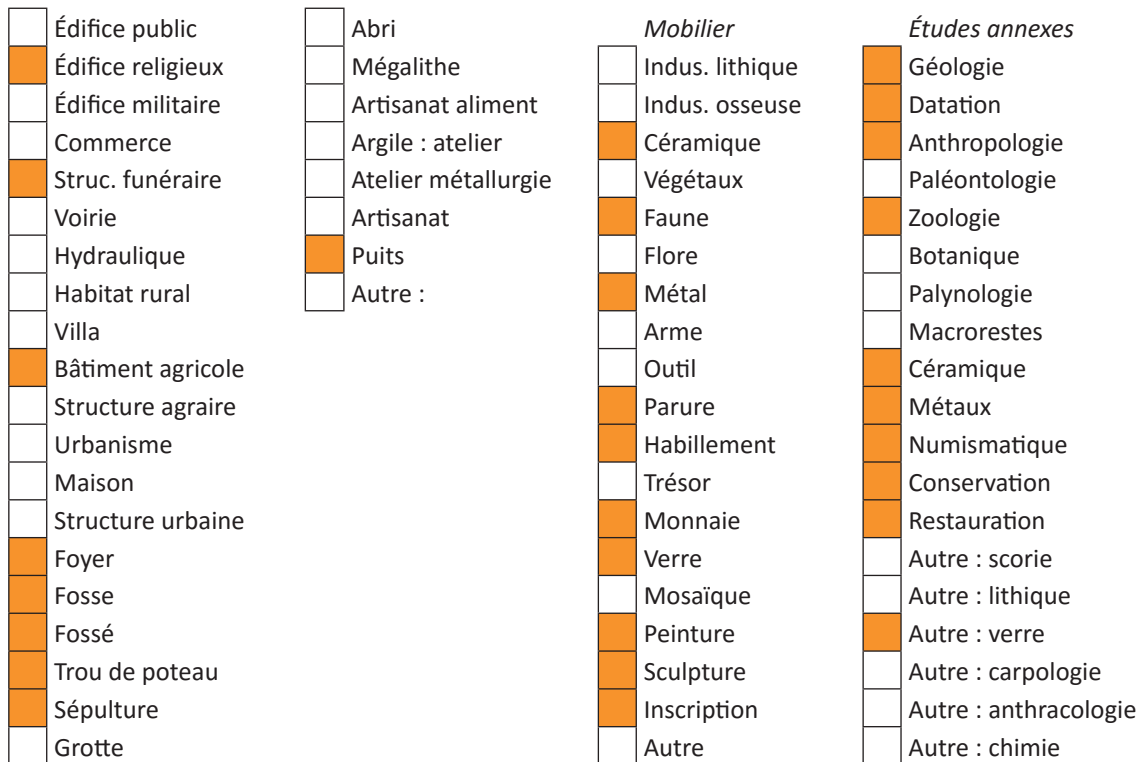 Édifice public
Édifice religieux
Édifice militaire
Commerce
Struc. funéraire
Voirie
Hydraulique
Habitat rural
Villa
Bâtiment agricole
Structure agraire
Urbanisme
Maison
Structure urbaine
Foyer
Fosse
Fossé
Trou de poteau
Sépulture
Grotte
Abri
Mégalithe
Artisanat aliment
Argile : atelier
Atelier métallurgie
Artisanat
Puits
Autre :
Mobilier
Indus. lithique
Indus. osseuse
Céramique
Végétaux
Faune
Flore
Métal
Arme
Outil
Parure
Habillement
Trésor
Monnaie
Verre
Mosaïque
Peinture
Sculpture
Inscription
Autre
Études annexes
Géologie
Datation
Anthropologie
Paléontologie
Zoologie
Botanique
Palynologie
Macrorestes
Céramique
Métaux
Numismatique
Conservation
Restauration
Autre : scorie
Autre : lithique
Autre : verre
Autre : carpologie
Autre : anthracologie
Autre : chimie